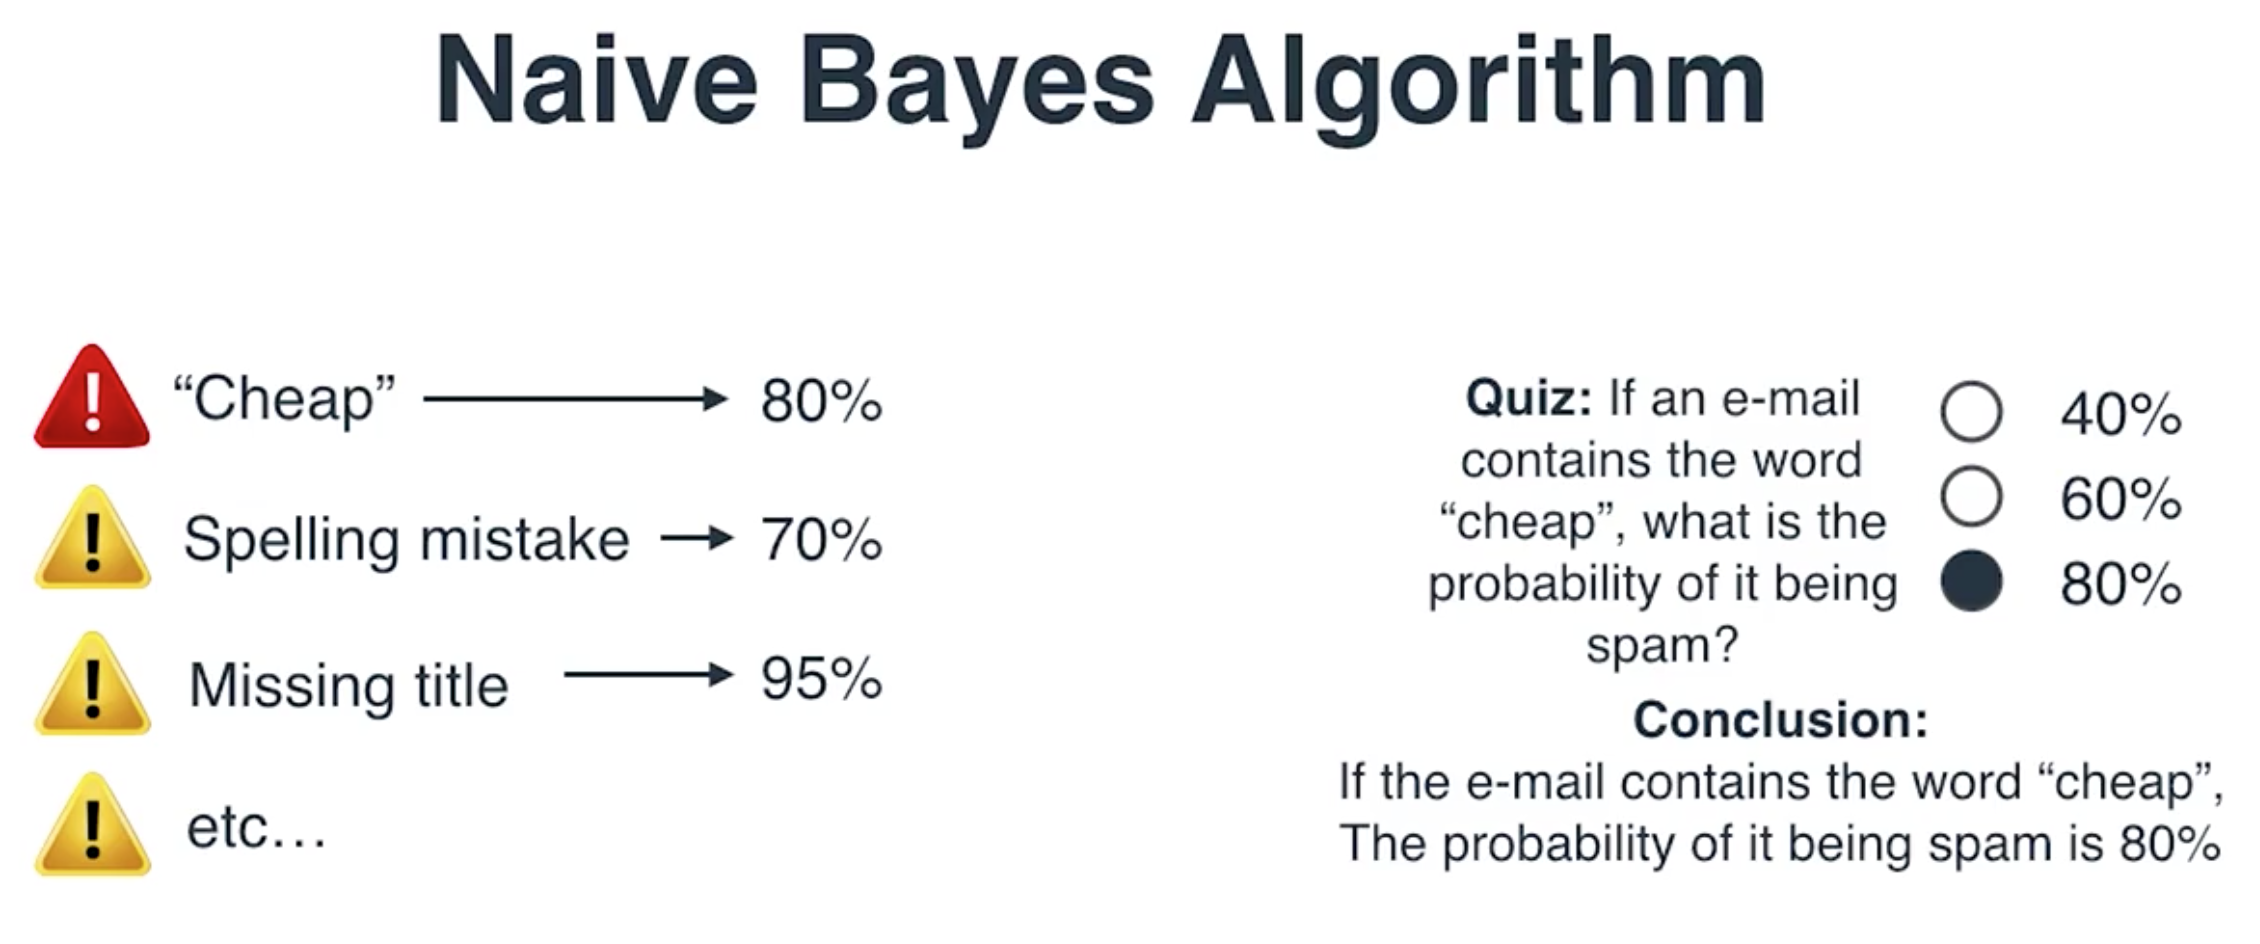 Naive Bayes Algorithm
“Cheap” 80%
Spelling mistake 70%
Missing title 95%
etc...
Quiz: If an e-mail
contains the word
“cheap”, what is the
probability of it being
spam?
40%
60%
80%
Conclusion:
If the e-mail contains the word “cheap”,
The probability of it being spam is 80%